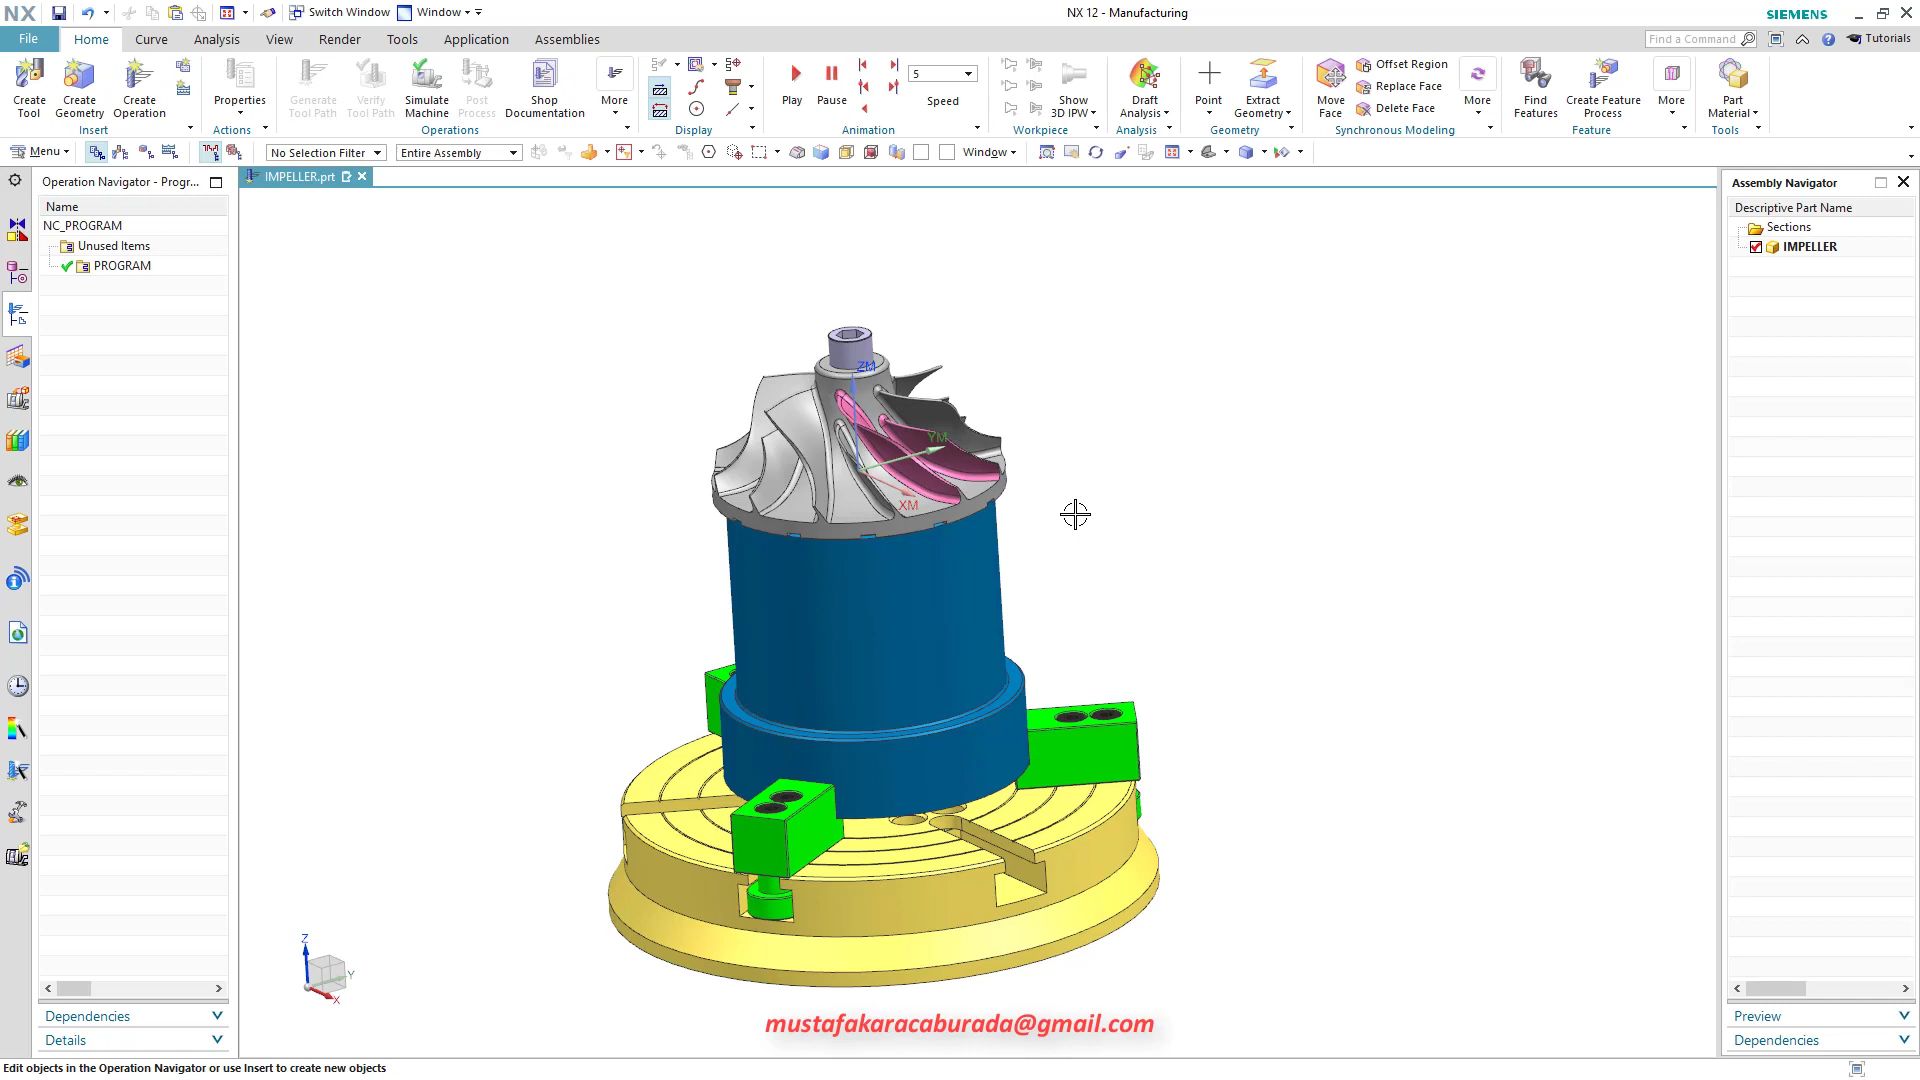 NX Switch Window Window NX 12 - Manufacturing SIEMENS
File Home Curve Analysis View Render Tools Application Assemblies Find a Command Tutorials
Create Tool Create Geometry Create Operation Properties Generate Tool Path Verify Tool Path Simulate Machine Post Process Shop Documentation More Play Pause 5 Speed Show 3D IPW Draft Analysis Point Extract Geometry Move Face Offset Region Replace Face Delete Face More Find Features Create Feature Process More Part Material
Insert Actions Operations Display Animation Workpiece Analysis Geometry Synchronous Modeling Feature Tools
Menu No Selection Filter Entire Assembly Window
Operation Navigator - Progr... IMPELLER.prt Assembly Navigator
Name
NC_PROGRAM
Unused Items
PROGRAM
Descriptive Part Name
Sections
IMPELLER
ZM
YM
XM
Z
Y
X
Dependencies
Details
Preview
Dependencies
mustafakaracaburada@gmail.com
Edit objects in the Operation Navigator or use Insert to create new objects